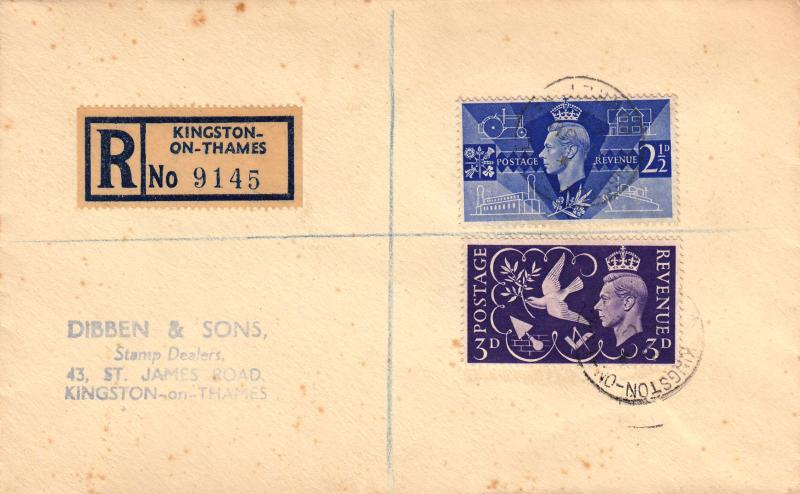 R
KINGSTON-
ON-THAMES
No 9145
POSTAGE REVENUE 2½D
POSTAGE
REVENUE
3D 3D
KINGSTON-ON-
DIBBEN & SONS,
Stamp Dealers,
43, ST. JAMES ROAD,
KINGSTON-on-THAMES